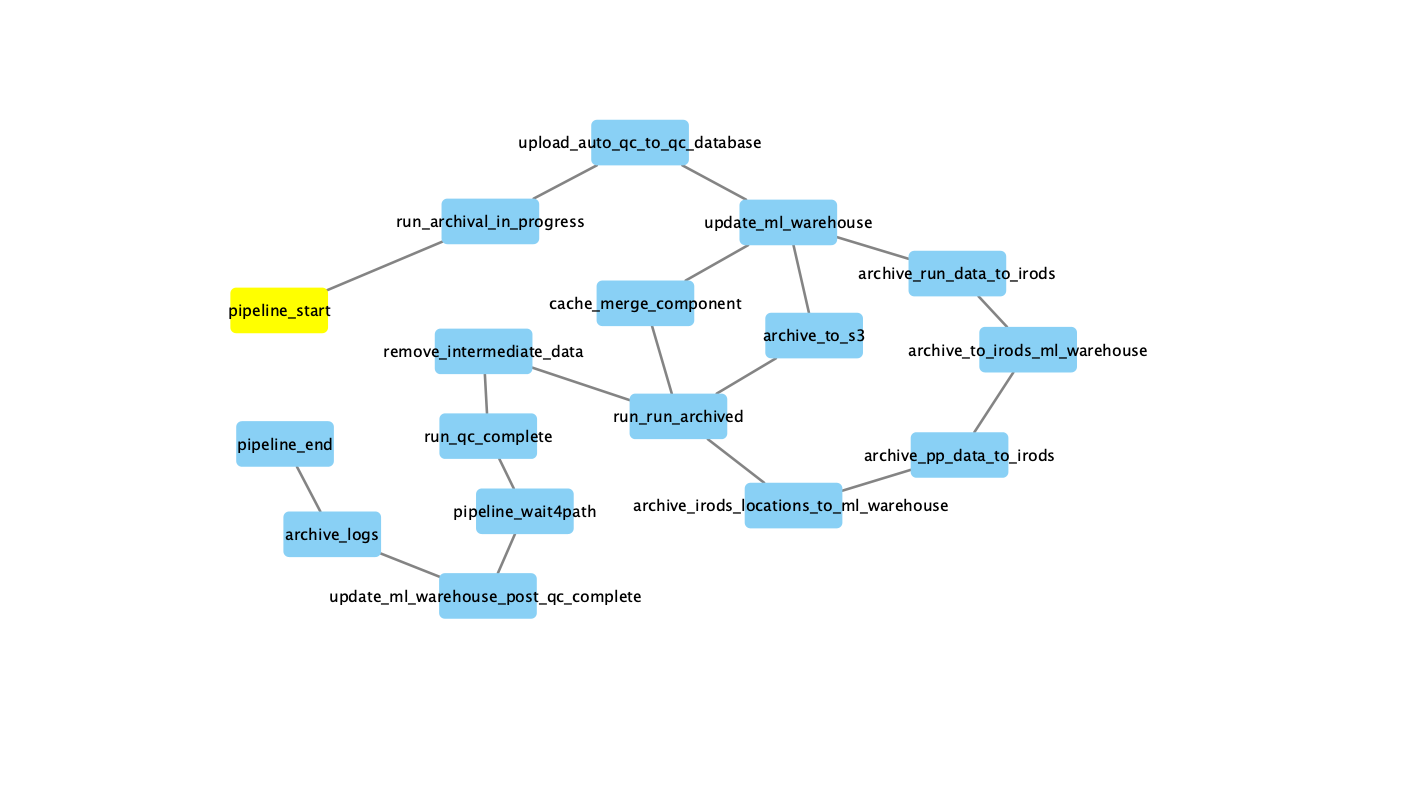 upload_auto_qc_to_qc_database
run_archival_in_progress
update_ml_warehouse
archive_run_data_to_irods
cache_merge_component
pipeline_start
archive_to_s3
remove_intermediate_data
archive_to_irods_ml_warehouse
run_run_archived
run_qc_complete
pipeline_end
archive_pp_data_to_irods
archive_irods_locations_to_ml_warehouse
pipeline_wait4path
archive_logs
update_ml_warehouse_post_qc_complete